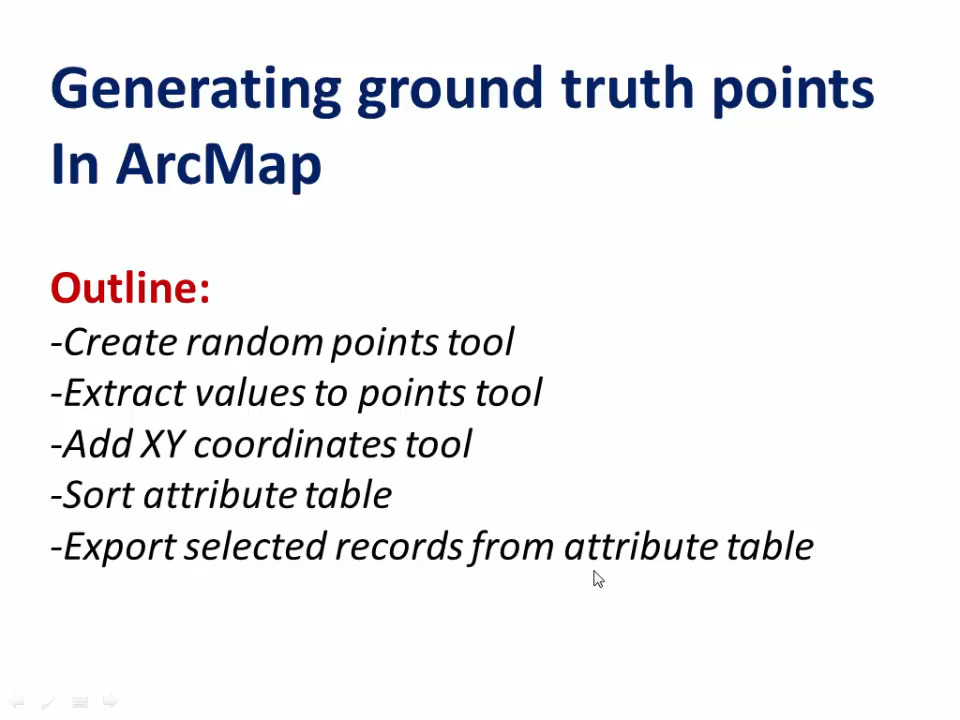 Generating ground truth points
In ArcMap
Outline:
-Create random points tool
-Extract values to points tool
-Add XY coordinates tool
-Sort attribute table
-Export selected records from attribute table